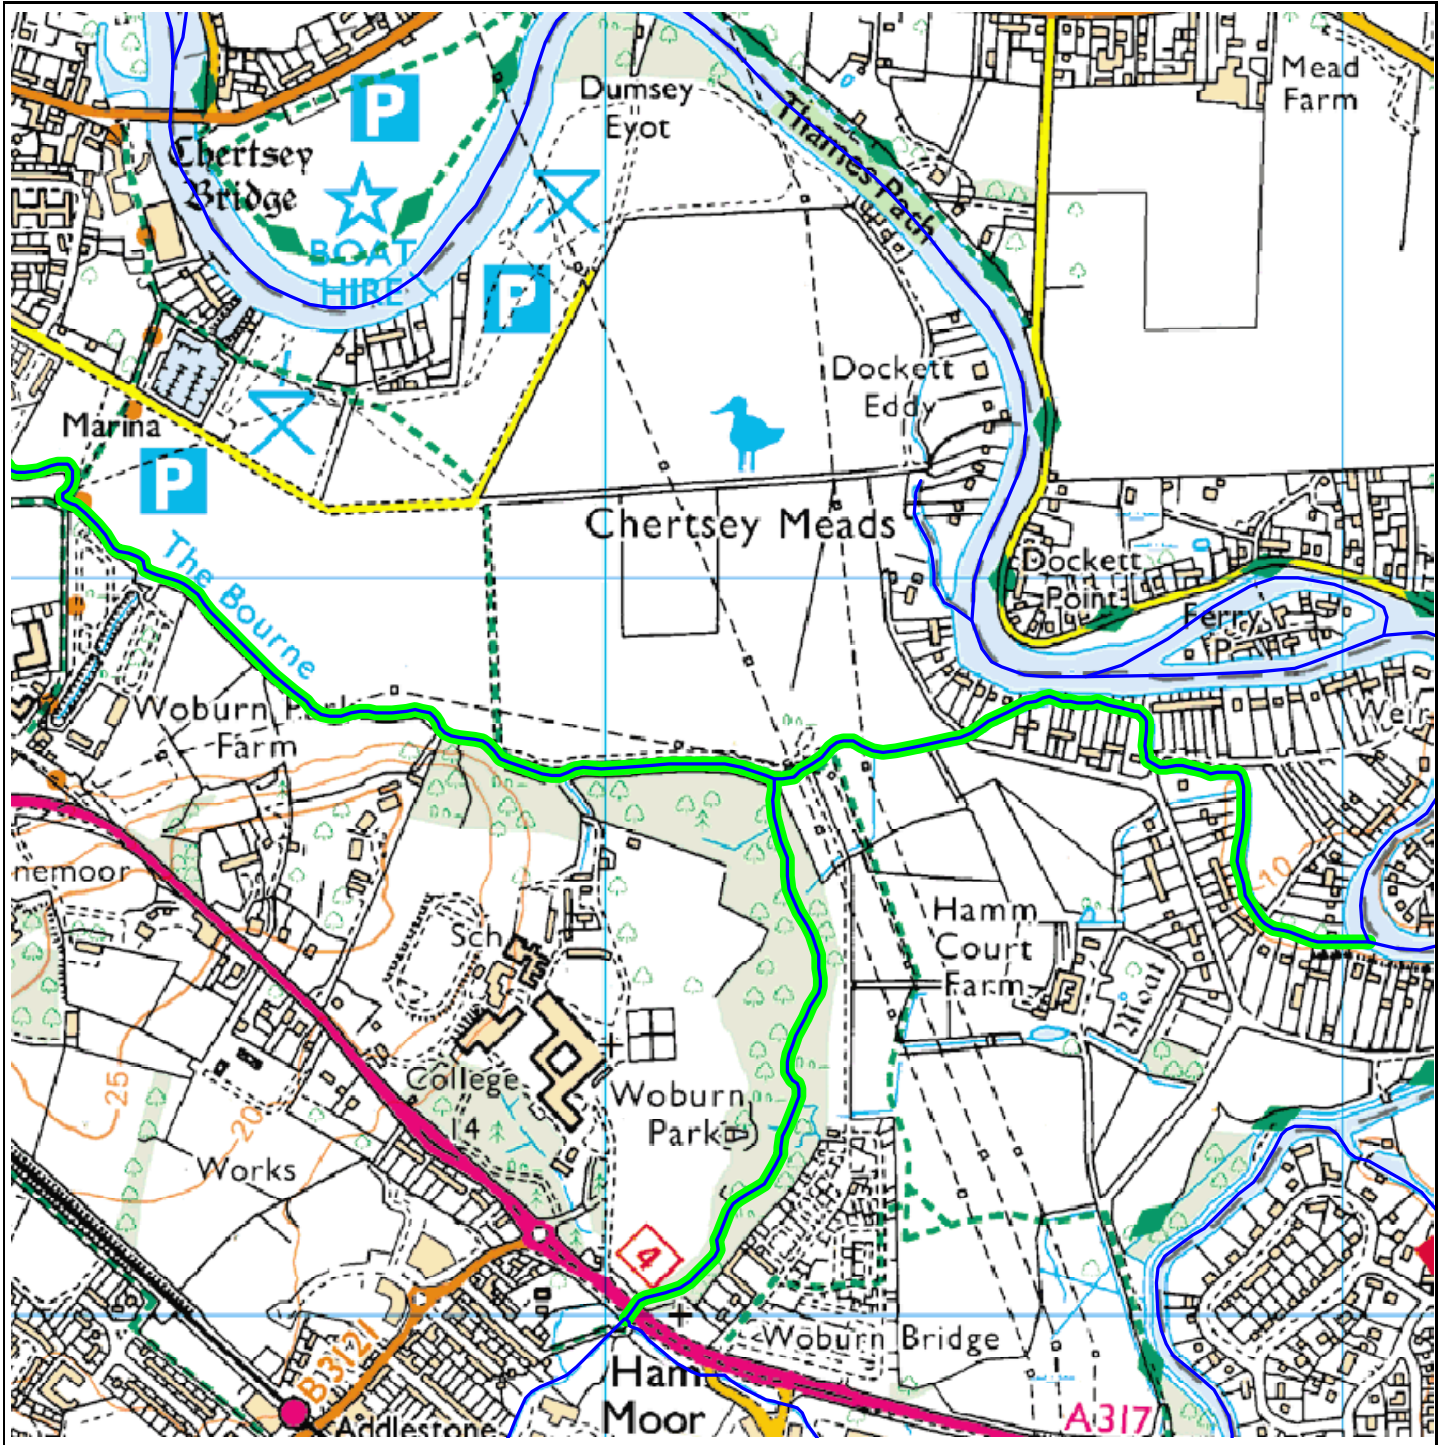 Mead
Farm
Dumsey
Eyot
P
Thames Path
Chertsey
Bridge
BOAT
HIRE
P
Dockett
Eddy
Marina
P
Chertsey Meads
The Bourne
Dockett
Point
Ferry
Woburn Park
Farm
Weir
nemoor
10
Hamm
Court
Farm
Sch
Moat
College
14
Woburn
Park
25
20
Works
4
Woburn Bridge
B3121
Ham
Moor
A317
Addlestone